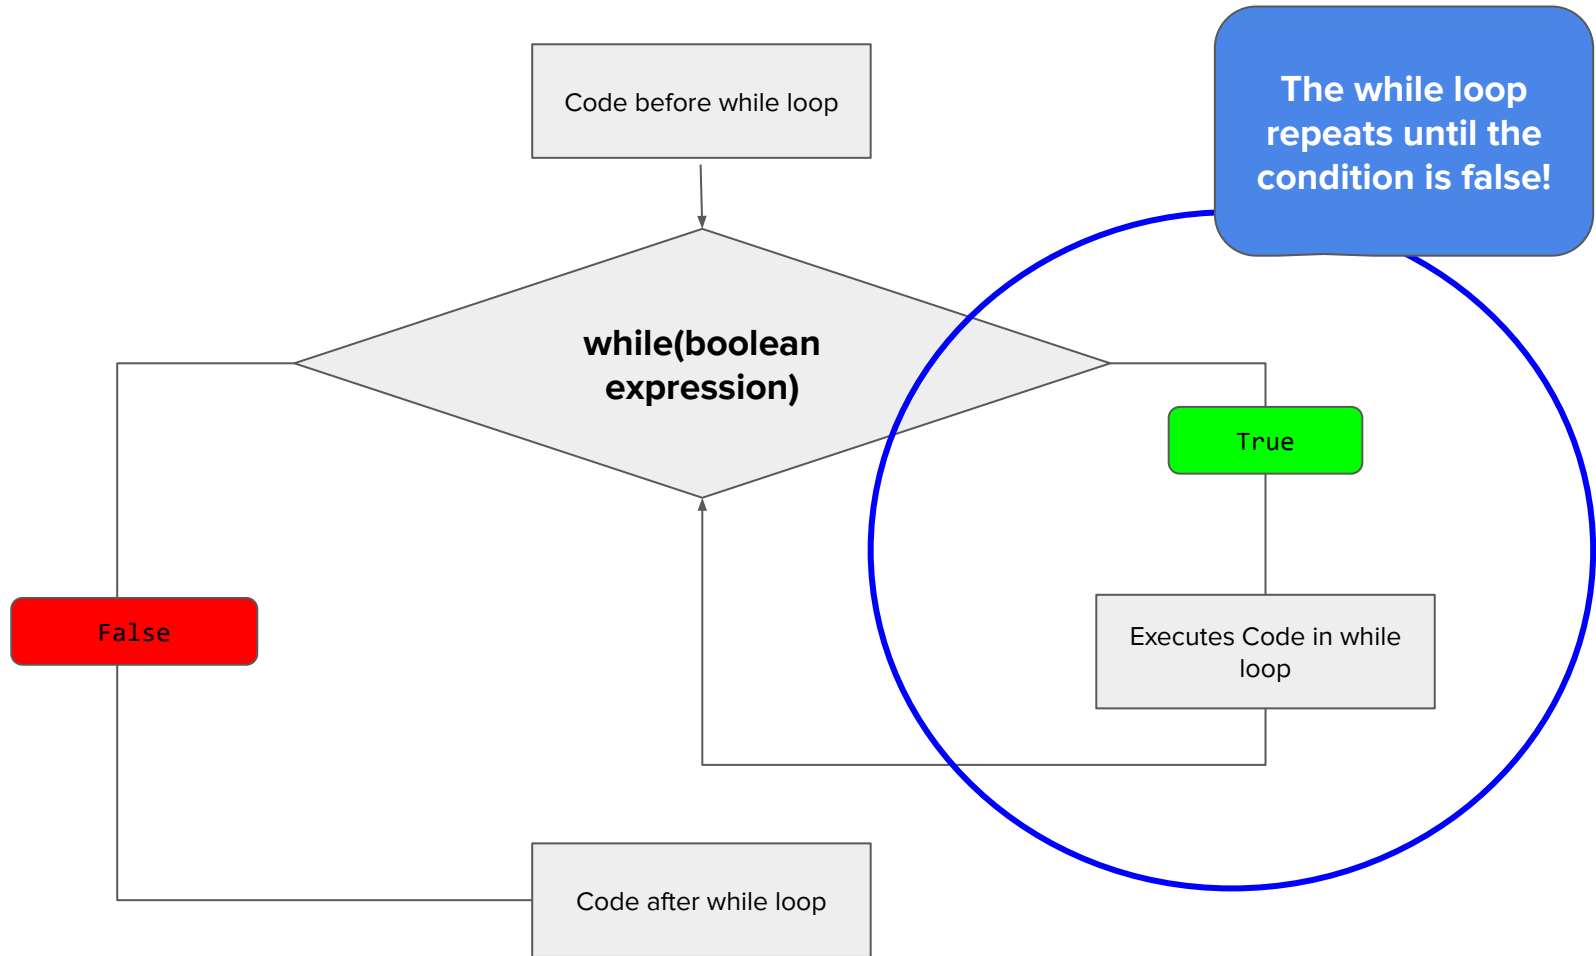 Code before while loop
The while loop
repeats until the
condition is false!
while(boolean
expression)
True
False
Executes Code in while
loop
Code after while loop